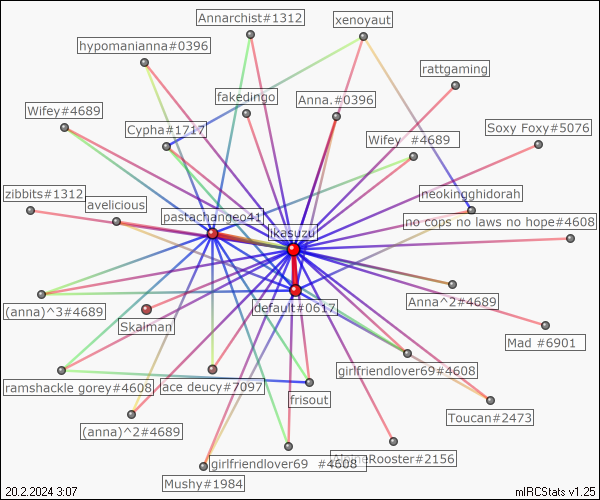 Annarchist#1312
xenoyaut
hypomanianna#0396
rattgaming
fakedingo
Anna.#0396
Wifey#4689
Cypha#1717
Soxy Foxy#5076
Wifey #4689
zibbits#1312
avelicious
neokingghidorah
pastachangeo41
no cops no laws no hope#4608
ikasuzu
Anna^2#4689
(anna)^3#4689
default#0617
Skalman
Mad #6901
girlfriendlover69#4608
ramshackle gorey#4608
ace deucy#7097
frisout
Toucan#2473
(anna)^2#4689
girlfriendlover69 #4608
#2156
Mushy#1984
20.2.2024 3:07
mIRCStats v1.25